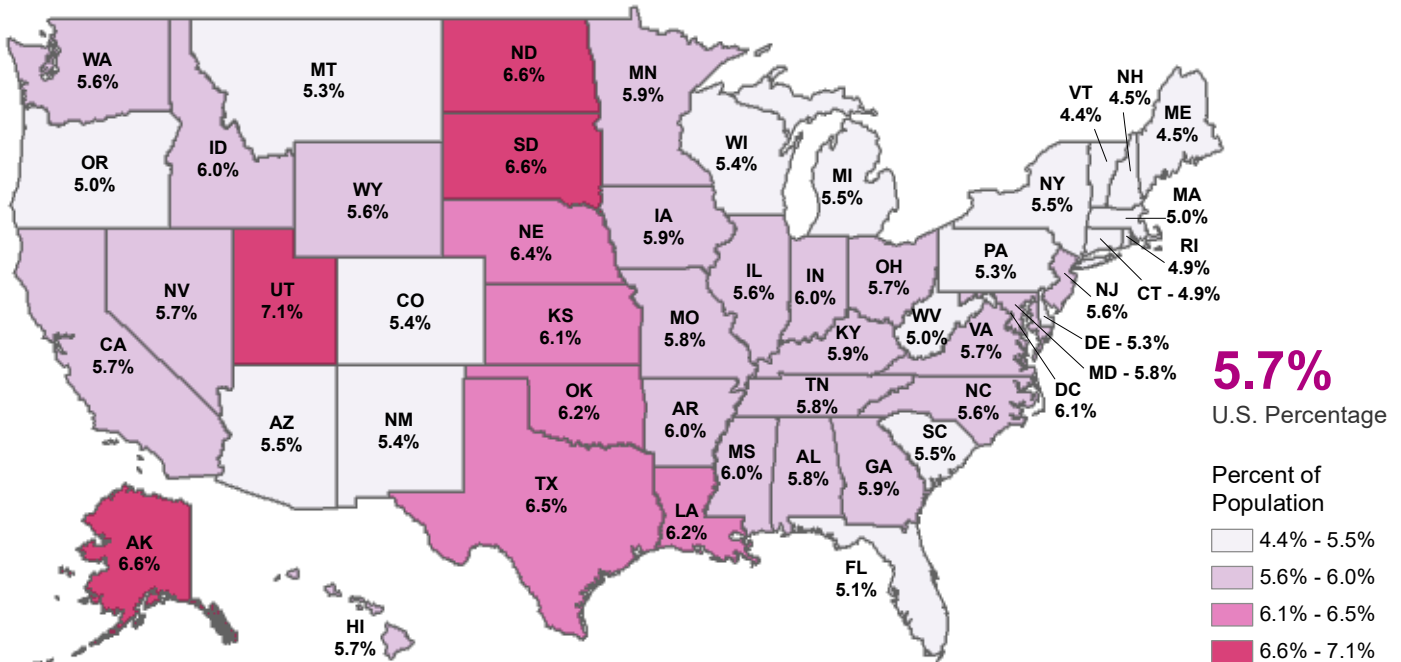 WA
5.6%
MT
5.3%
ND
6.6%
MN
5.9%
VT
4.4%
NH
4.5%
ME
4.5%
OR
5.0%
ID
6.0%
SD
6.6%
WI
5.4%
MI
5.5%
NY
5.5%
MA
5.0%
WY
5.6%
IA
5.9%
RI
4.9%
NE
6.4%
PA
5.3%
CT - 4.9%
NV
5.7%
UT
7.1%
CO
5.4%
IL
5.6%
IN
6.0%
OH
5.7%
NJ
5.6%
CA
5.7%
KS
6.1%
MO
5.8%
KY
5.9%
WV
5.0%
VA
5.7%
DE - 5.3%
MD - 5.8%
DC
6.1%
AZ
5.5%
NM
5.4%
OK
6.2%
AR
6.0%
TN
5.8%
NC
5.6%
SC
5.5%
MS
6.0%
AL
5.8%
GA
5.9%
TX
6.5%
LA
6.2%
FL
5.1%
AK
6.6%
HI
5.7%
5.7%
U.S. Percentage
Percent of
Population
4.4% - 5.5%
5.6% - 6.0%
6.1% - 6.5%
6.6% - 7.1%